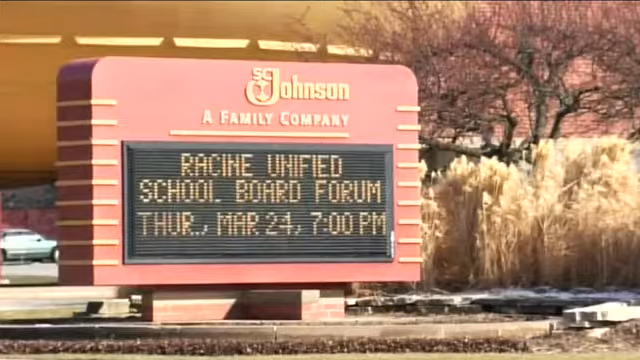 SC Johnson
A FAMILY COMPANY
RACINE UNIFIED
SCHOOL BOARD FORUM
THUR., MAR 24, 7:00 PM